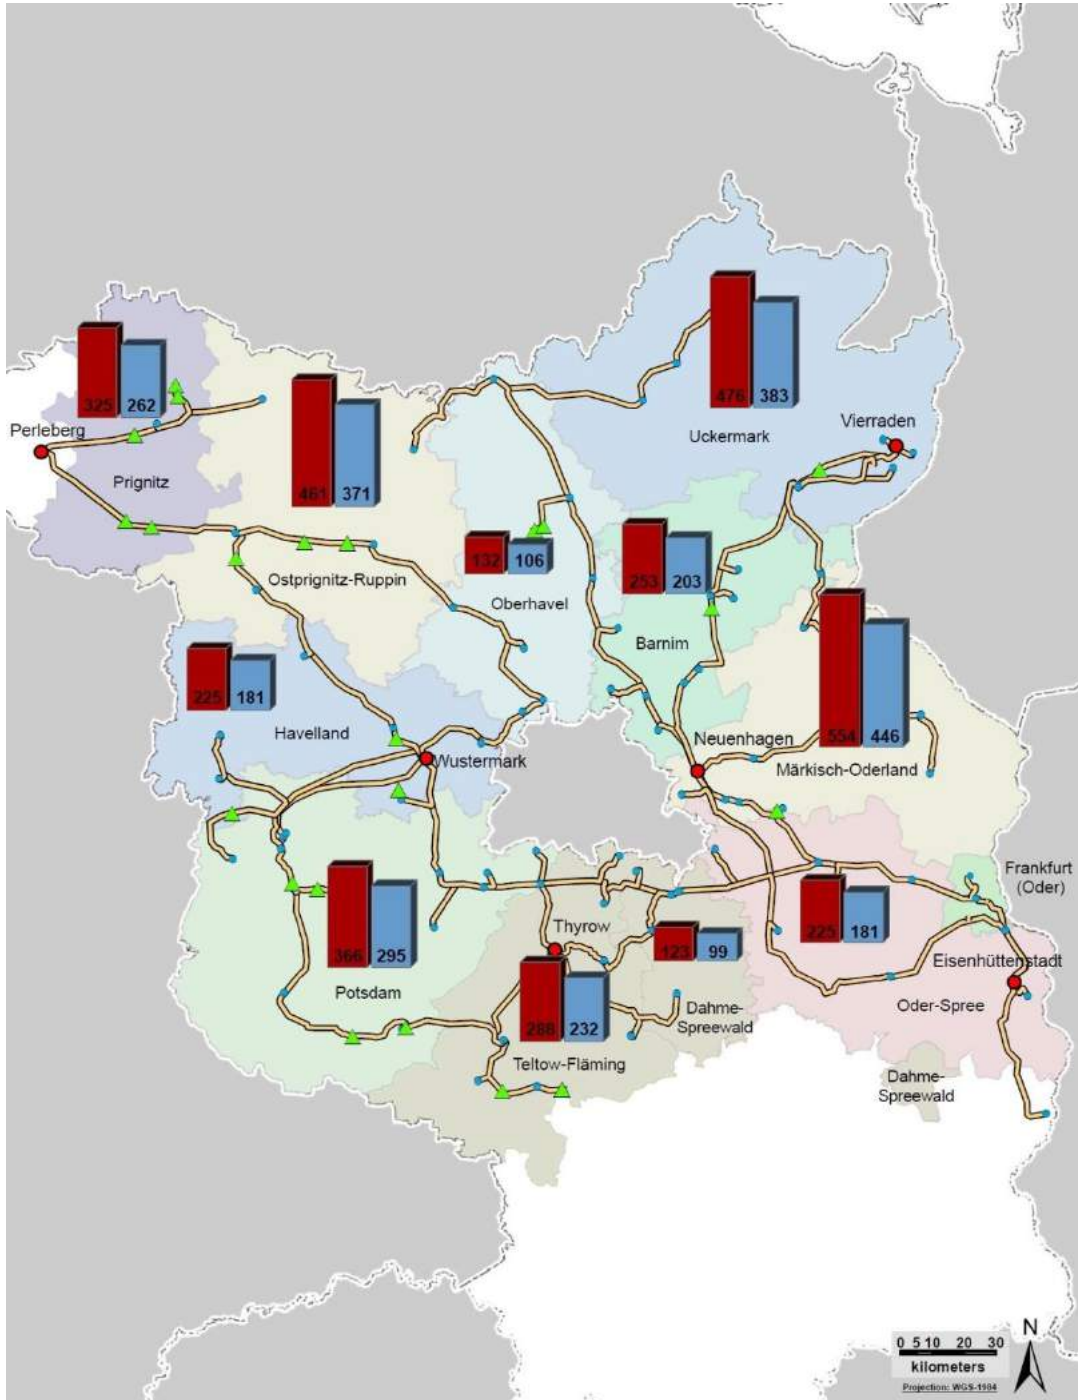 476 383
325 262
Vierraden
Perleberg
Uckermark
461 371
Prignitz
132 106
253 203
Ostprignitz-Ruppin
Oberhavel
Barnim
225 181
554 446
Havelland
Neuenhagen
Wustermark
Märkisch-Oderland
Frankfurt
(Oder)
366 295
225 181
Thyrow
123 99
Eisenhüttenstadt
Potsdam
288 232
Dahme-
Spreewald
Oder-Spree
Teltow-Fläming
Dahme-
Spreewald
N
0 5 10 20 30
kilometers
Projection: WGS-1984